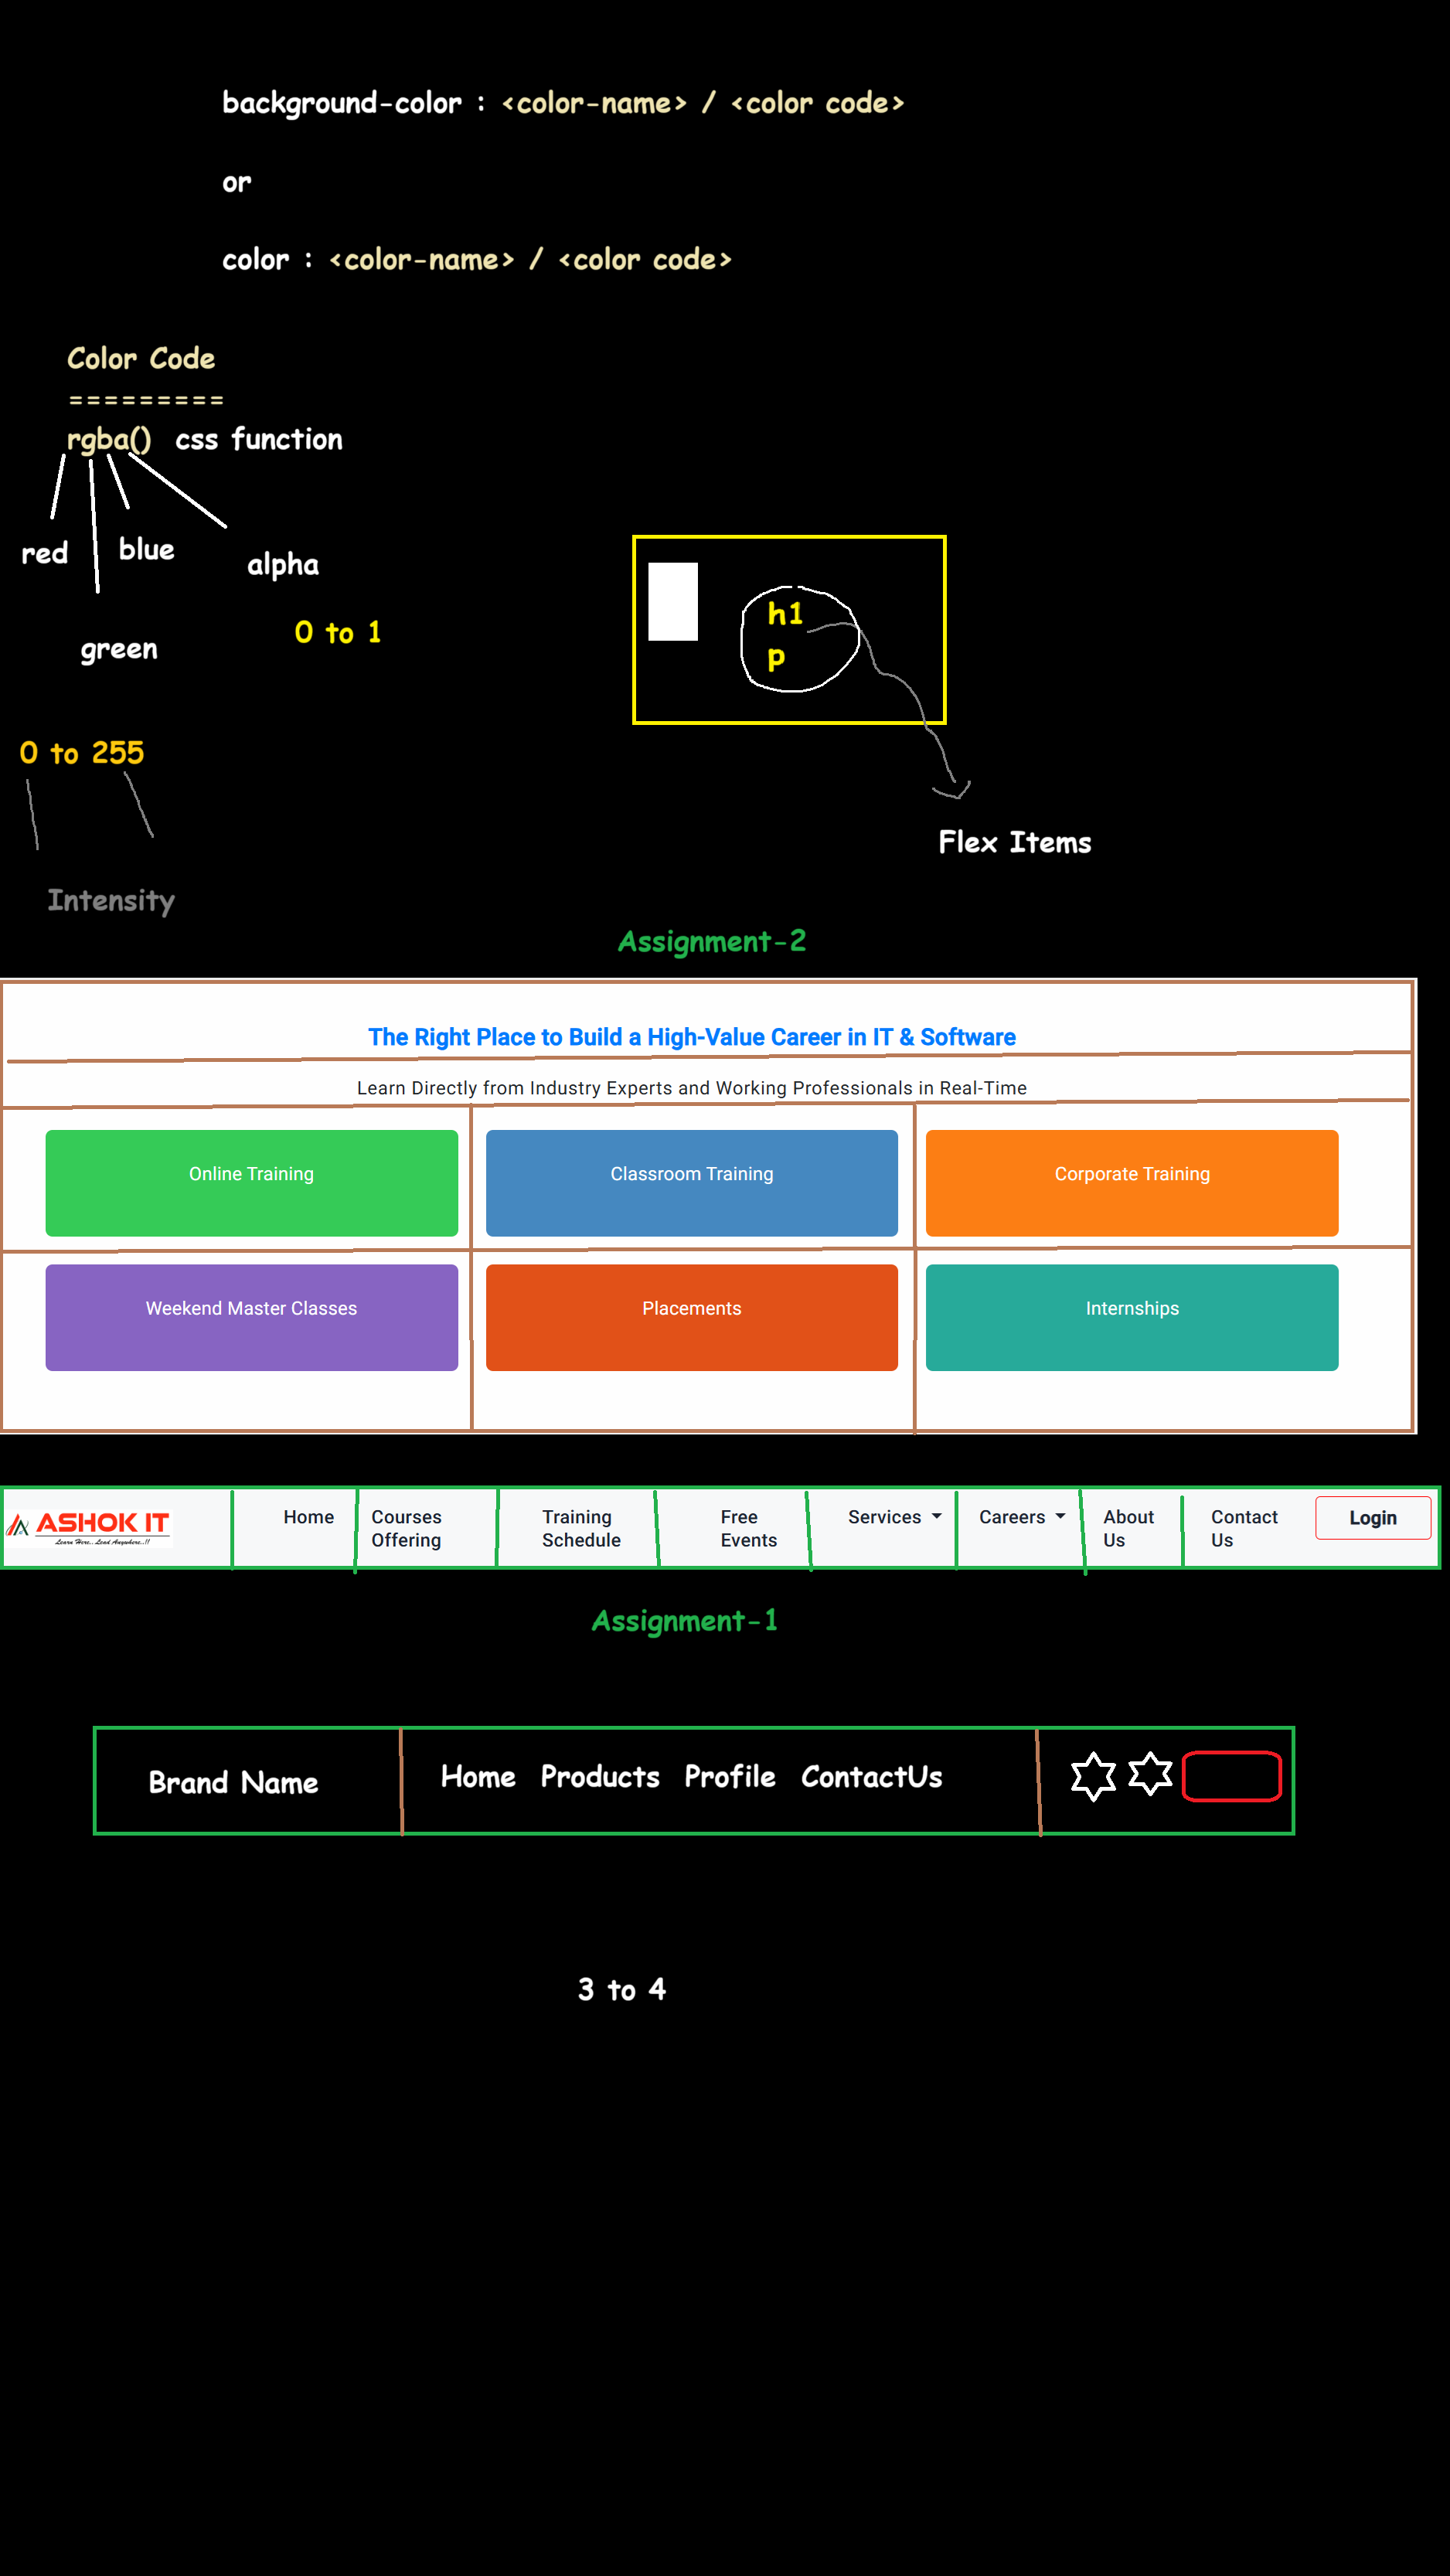 background-color : <color-name> / <color code>
or
color : <color-name> / <color code>
Color Code
=========
rgba() css function
red
blue
alpha
green
0 to 1
0 to 255
Intensity
h1
p
Flex Items
Assignment-2
The Right Place to Build a High-Value Career in IT & Software
Learn Directly from Industry Experts and Working Professionals in Real-Time
Online Training
Classroom Training
Corporate Training
Weekend Master Classes
Placements
Internships
ASHOK IT
Learn Here.. Lead Anywhere..!!
Home
Courses
Offering
Training
Schedule
Free
Events
Services
Careers
About
Us
Contact
Us
Login
Assignment-1
Brand Name
Home Products Profile ContactUs
3 to 4